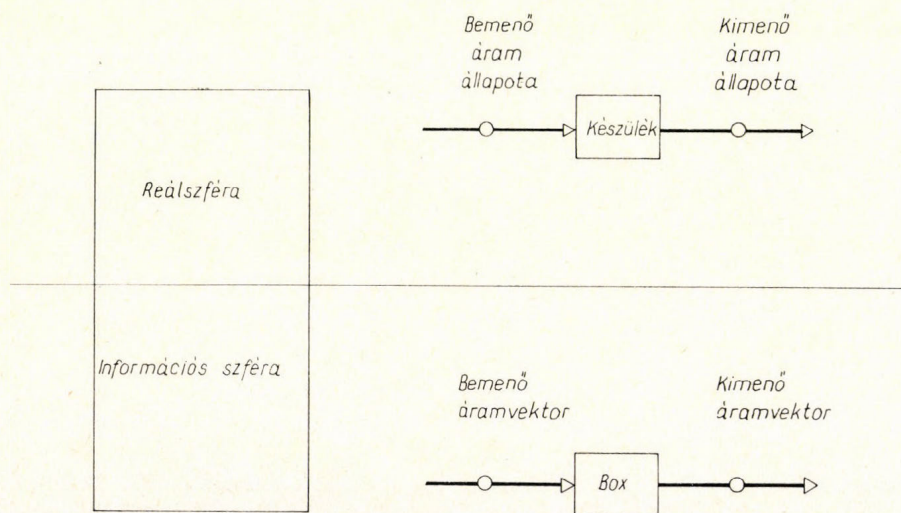 Bemenő
áram
állapota
Kimenő
áram
állapota
Készülék
Reálszféra
Információs szféra
Bemenő
áramvektor
Kimenő
áramvektor
Box